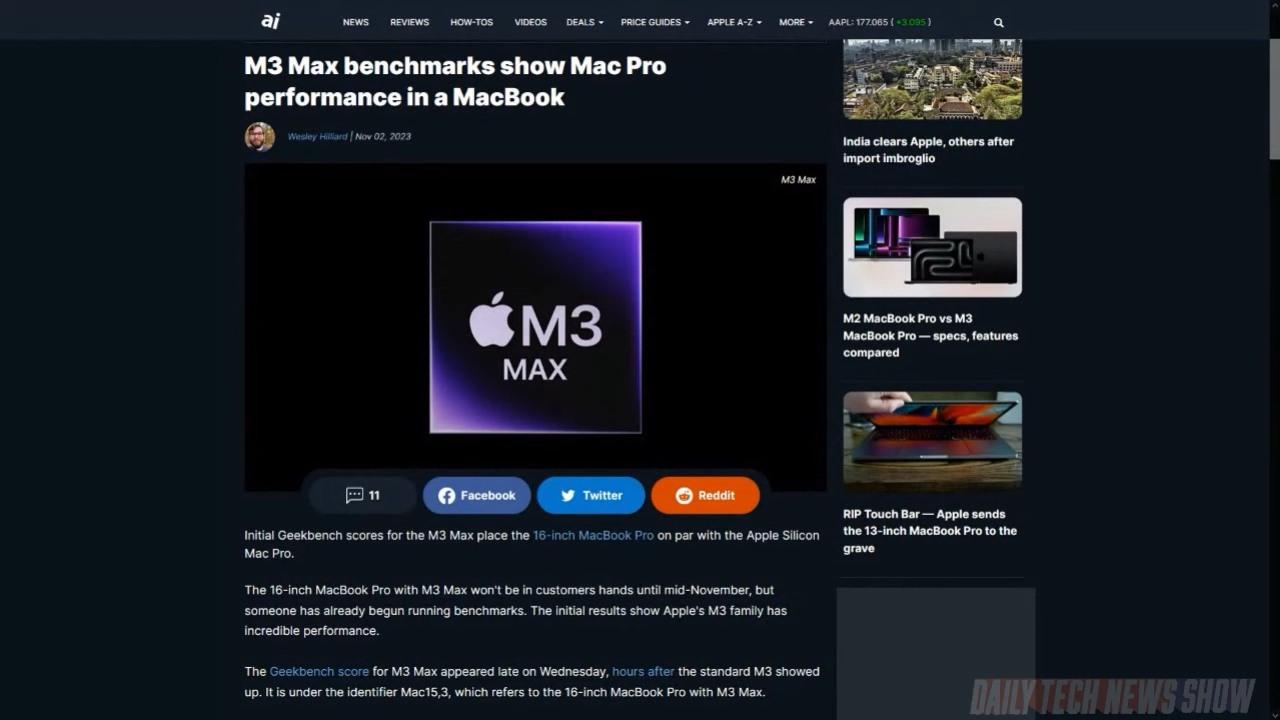 ai
NEWS
REVIEWS
HOW-TOS
VIDEOS
DEALS
PRICE GUIDES
APPLE A-Z
MORE
AAPL: 177.065 ( +3.095 )
M3 Max benchmarks show Mac Pro
performance in a MacBook
Wesley Hilliard | Nov 02, 2023
M3 Max
M3
MAX
11
Facebook
Twitter
Reddit
Initial Geekbench scores for the M3 Max place the 16-inch MacBook Pro on par with the Apple Silicon
Mac Pro.
The 16-inch MacBook Pro with M3 Max won't be in customers hands until mid-November, but
someone has already begun running benchmarks. The initial results show Apple's M3 family has
incredible performance.
The Geekbench score for M3 Max appeared late on Wednesday, hours after the standard M3 showed
up. It is under the identifier Mac15,3, which refers to the 16-inch MacBook Pro with M3 Max.
India clears Apple, others after
import imbroglio
M2 MacBook Pro vs M3
MacBook Pro — specs, features
compared
RIP Touch Bar — Apple sends
the 13-inch MacBook Pro to the
grave
DAILY TECH NEWS SHOW